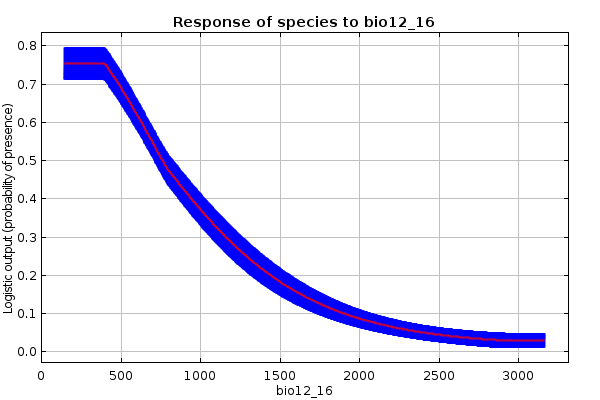 Response of species to bio12_16
Logistic output (probability of presence)
0.8
0.7
0.6
0.5
0.4
0.3
0.2
0.1
0.0
0 500 1000 1500 2000 2500 3000
bio12_16